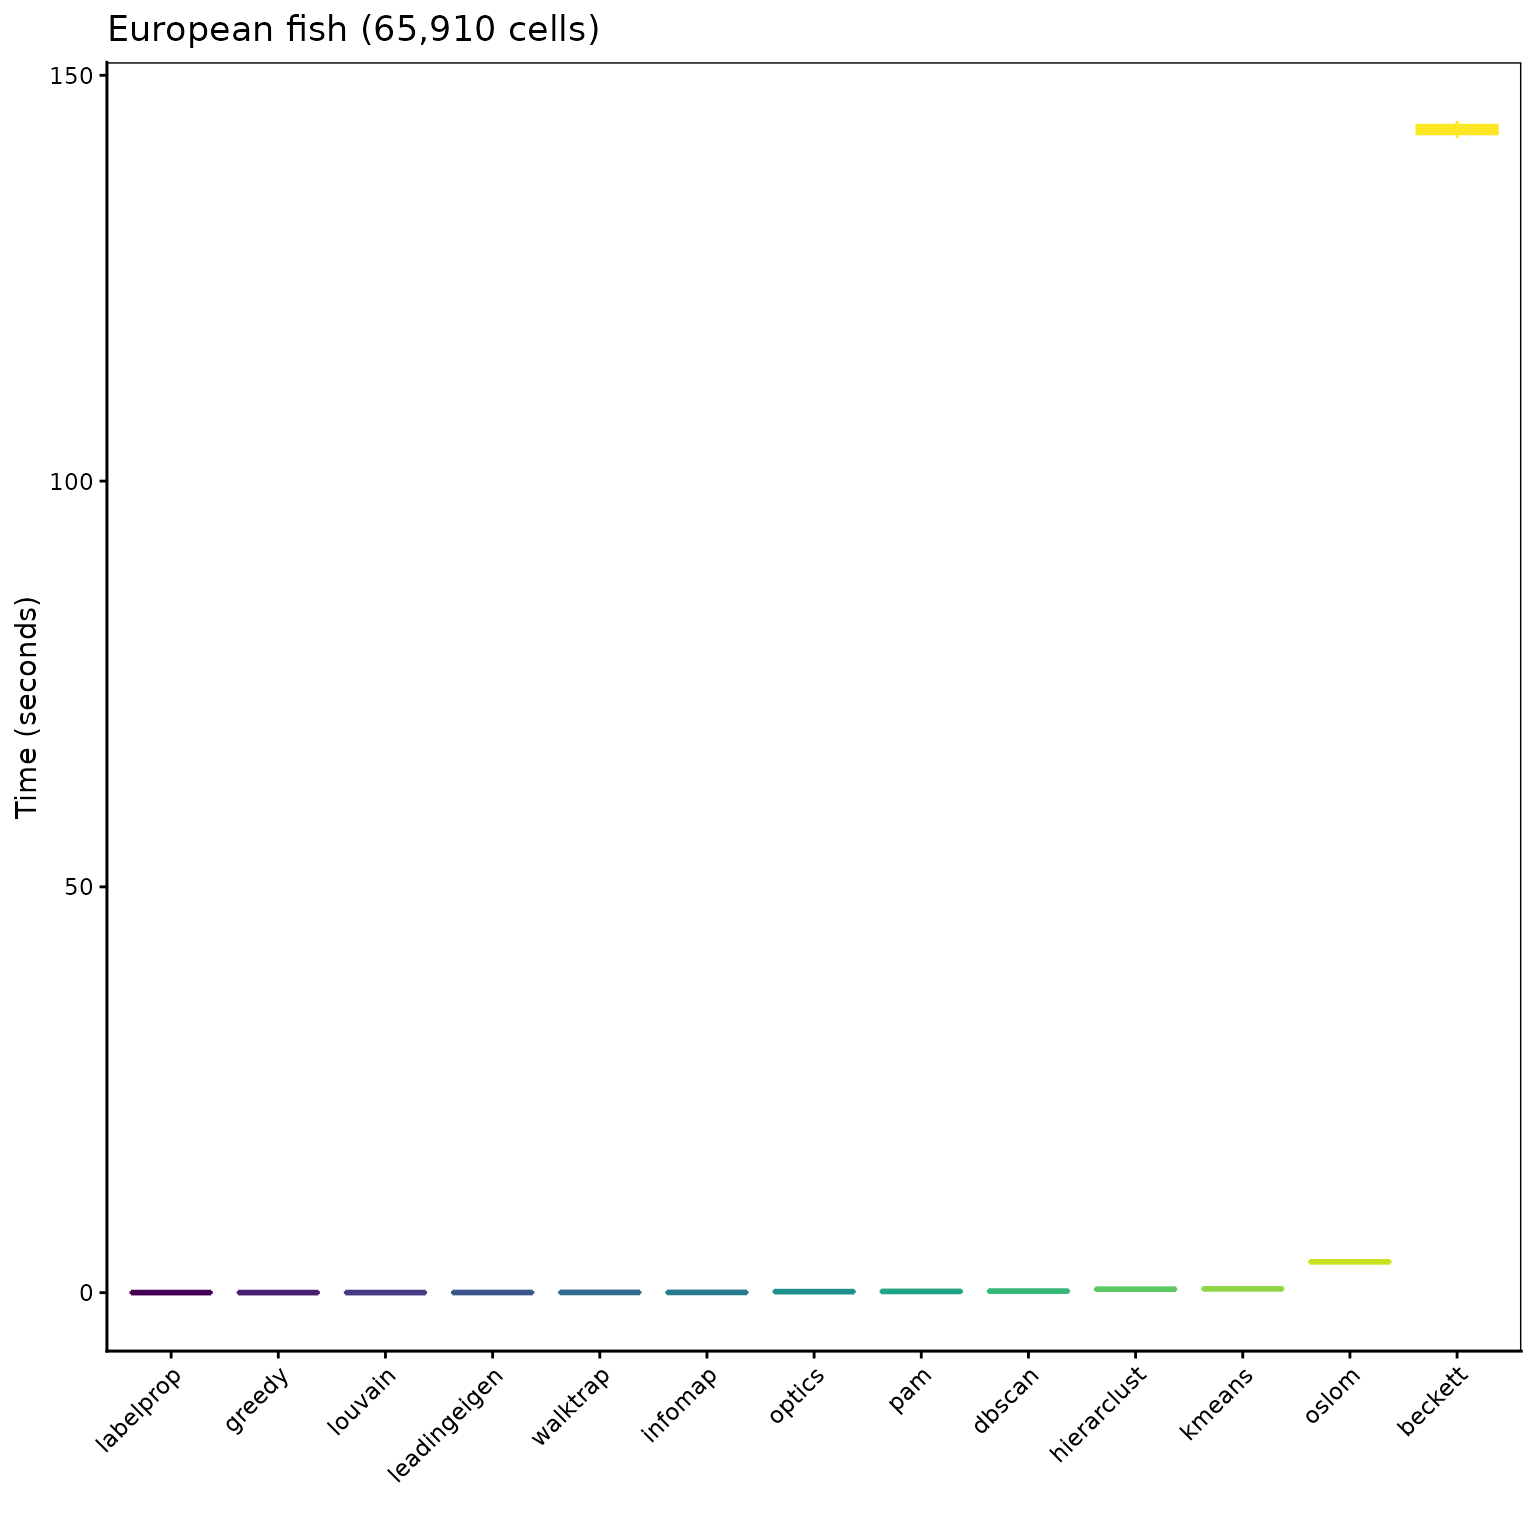 European fish (65,910 cells)
150
100
50
0
Time (seconds)
labelprop
greedy
louvain
leadingeigen
walktrap
infomap
optics
pam
dbscan
hierarclust
kmeans
oslom
beckett